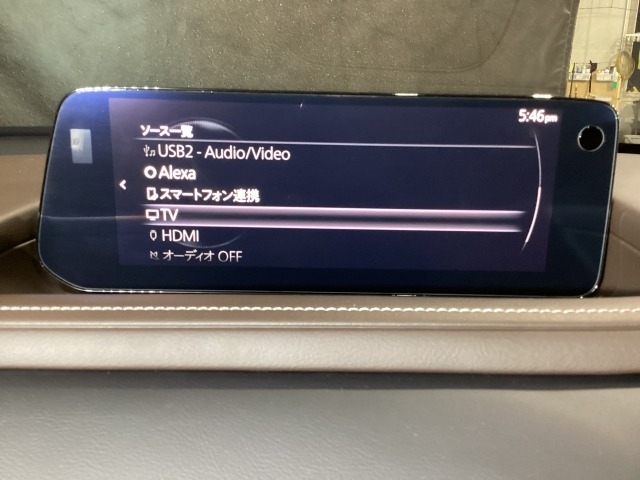 5:46pm
ソース一覧
USB2 - Audio/Video
Alexa
スマートフォン連携
TV
HDMI
オーディオ OFF